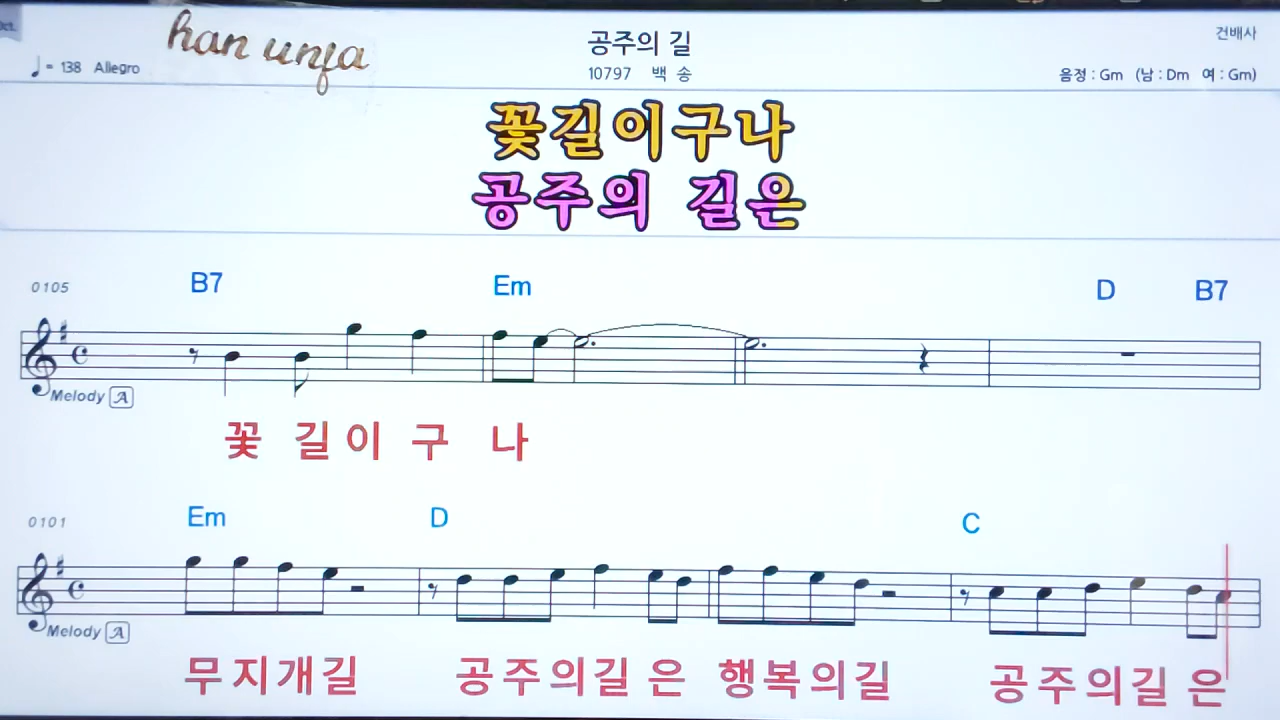 Oct.
han unja
공주의 길
건배사
♩= 138 Allegro
10797 백 송
음정 : Gm (남 : Dm 여 : Gm)
꽃길이구나
공주의 길은
0105 B7 Em D B7
Melody A
꽃 길이 구 나
0101 Em D C
Melody A
무지개길 공주의길 은 행복의길 공주의길 은